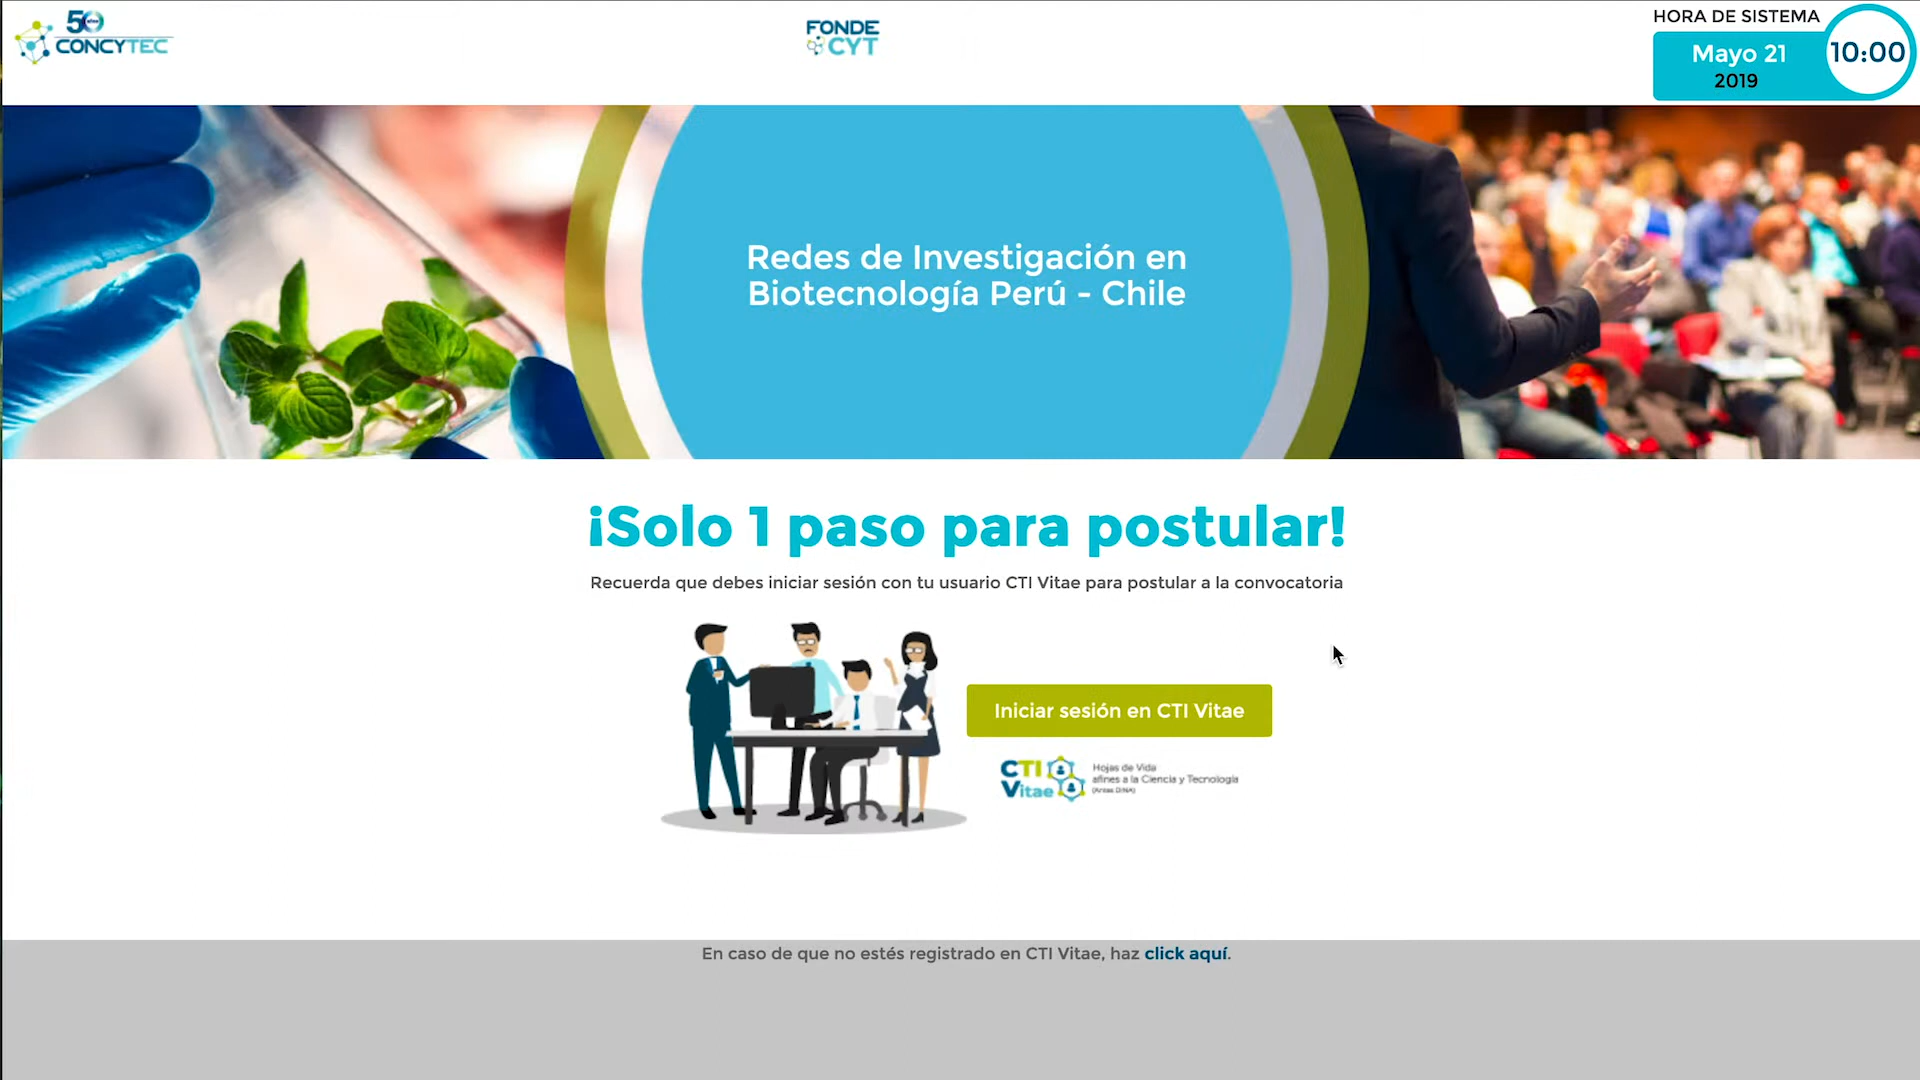 50 años
CONCYTEC
FONDE
CYT
HORA DE SISTEMA
Mayo 21
2019
10:00
Redes de Investigación en
Biotecnología Perú - Chile
¡Solo 1 paso para postular!
Recuerda que debes iniciar sesión con tu usuario CTI Vitae para postular a la convocatoria
Iniciar sesión en CTI Vitae
CTI
Vitae
Hojas de Vida
afines a la Ciencia y Tecnología
(Antes DINA)
En caso de que no estés registrado en CTI Vitae, haz click aquí.